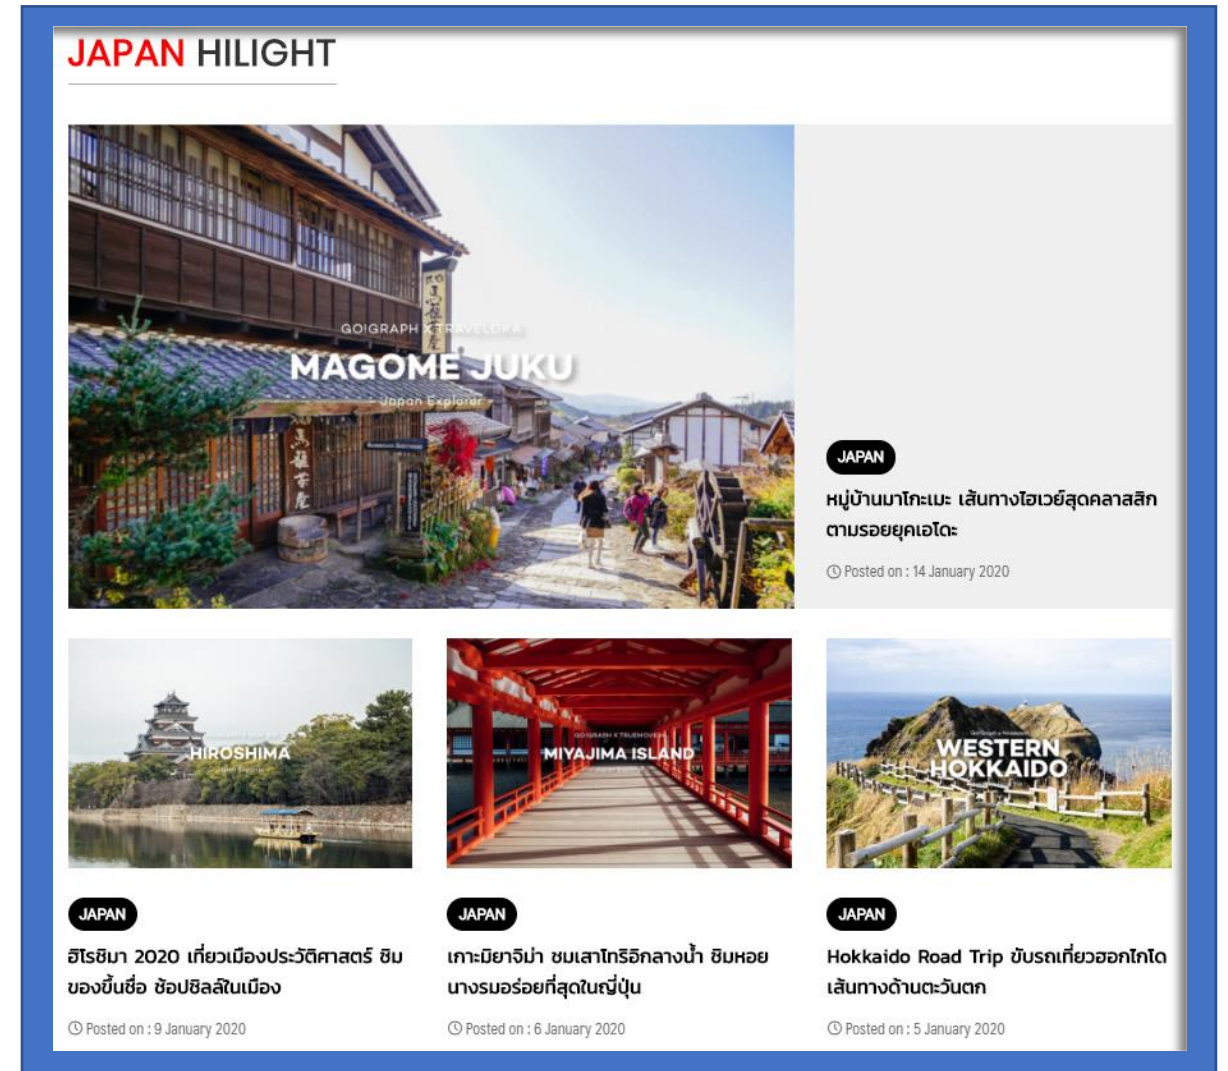 JAPAN HILIGHT
GO!GRAPH X TRAVELOKA
MAGOME JUKU
Japan Explorer
JAPAN
หมู่บ้านมาโกะเมะ เส้นทางไฮเวย์สุดคลาสสิก
ตามรอยยุคเอโดะ
Posted on : 14 January 2020
HIROSHIMA
JAPAN
ฮิโรชิมา 2020 เที่ยวเมืองประวัติศาสตร์ ชิม
ของขึ้นชื่อ ช้อปชิลล์ในเมือง
Posted on : 9 January 2020
GO!GRAPH X TRUEMOVE H
MIYAJIMA ISLAND
JAPAN
เกาะมิยาจิม่า ชมเสาโทริอิกลางน้ำ ชิมหอย
นางรมอร่อยที่สุดในญี่ปุ่น
Posted on : 6 January 2020
WESTERN
HOKKAIDO
JAPAN
Hokkaido Road Trip ขับรถเที่ยวฮอกไกโด
เส้นทางด้านตะวันตก
Posted on : 5 January 2020